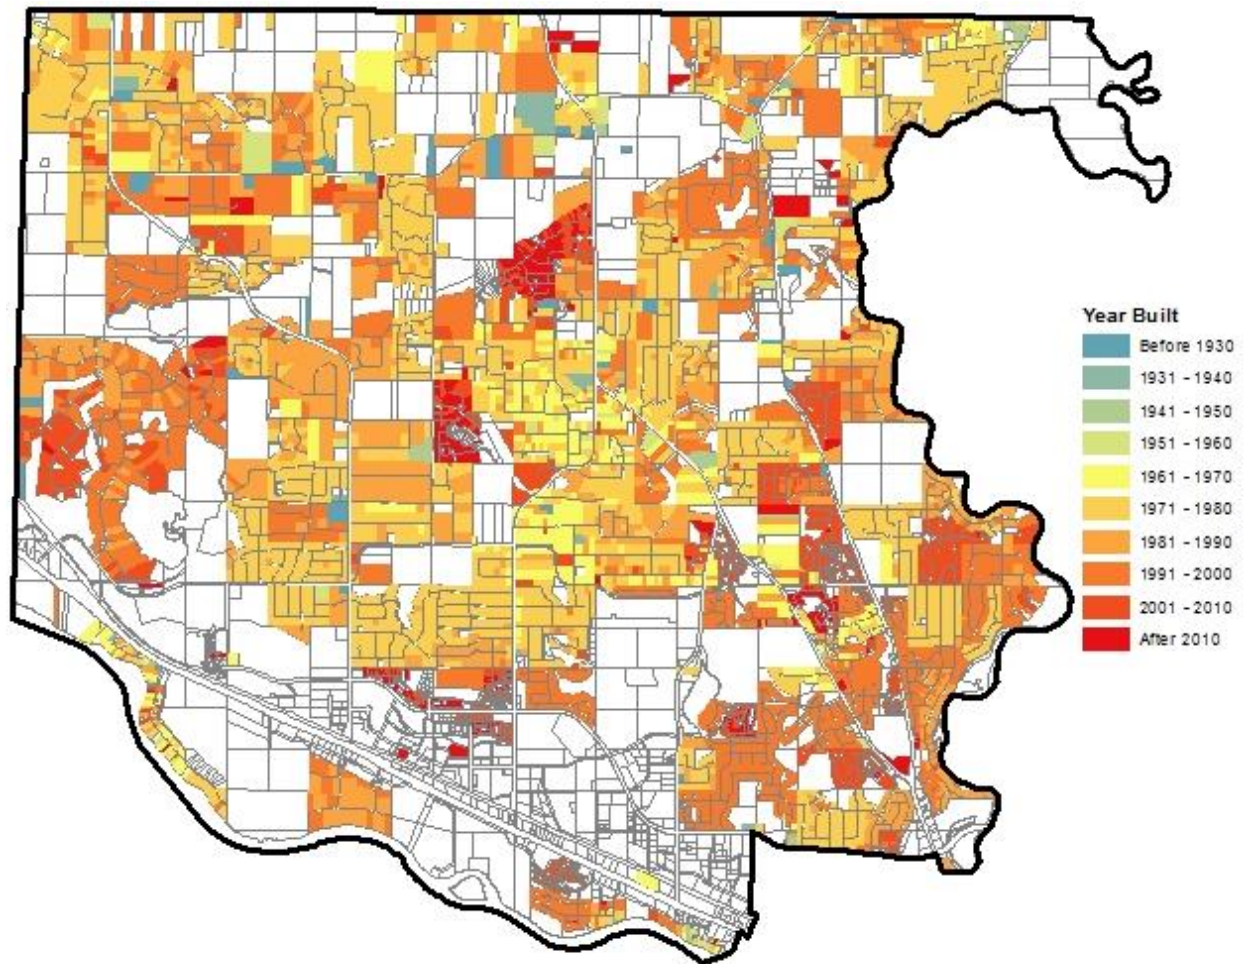 Year Built
Before 1930
1931 - 1940
1941 - 1950
1951 - 1960
1961 - 1970
1971 - 1980
1981 - 1990
1991 - 2000
2001 - 2010
After 2010